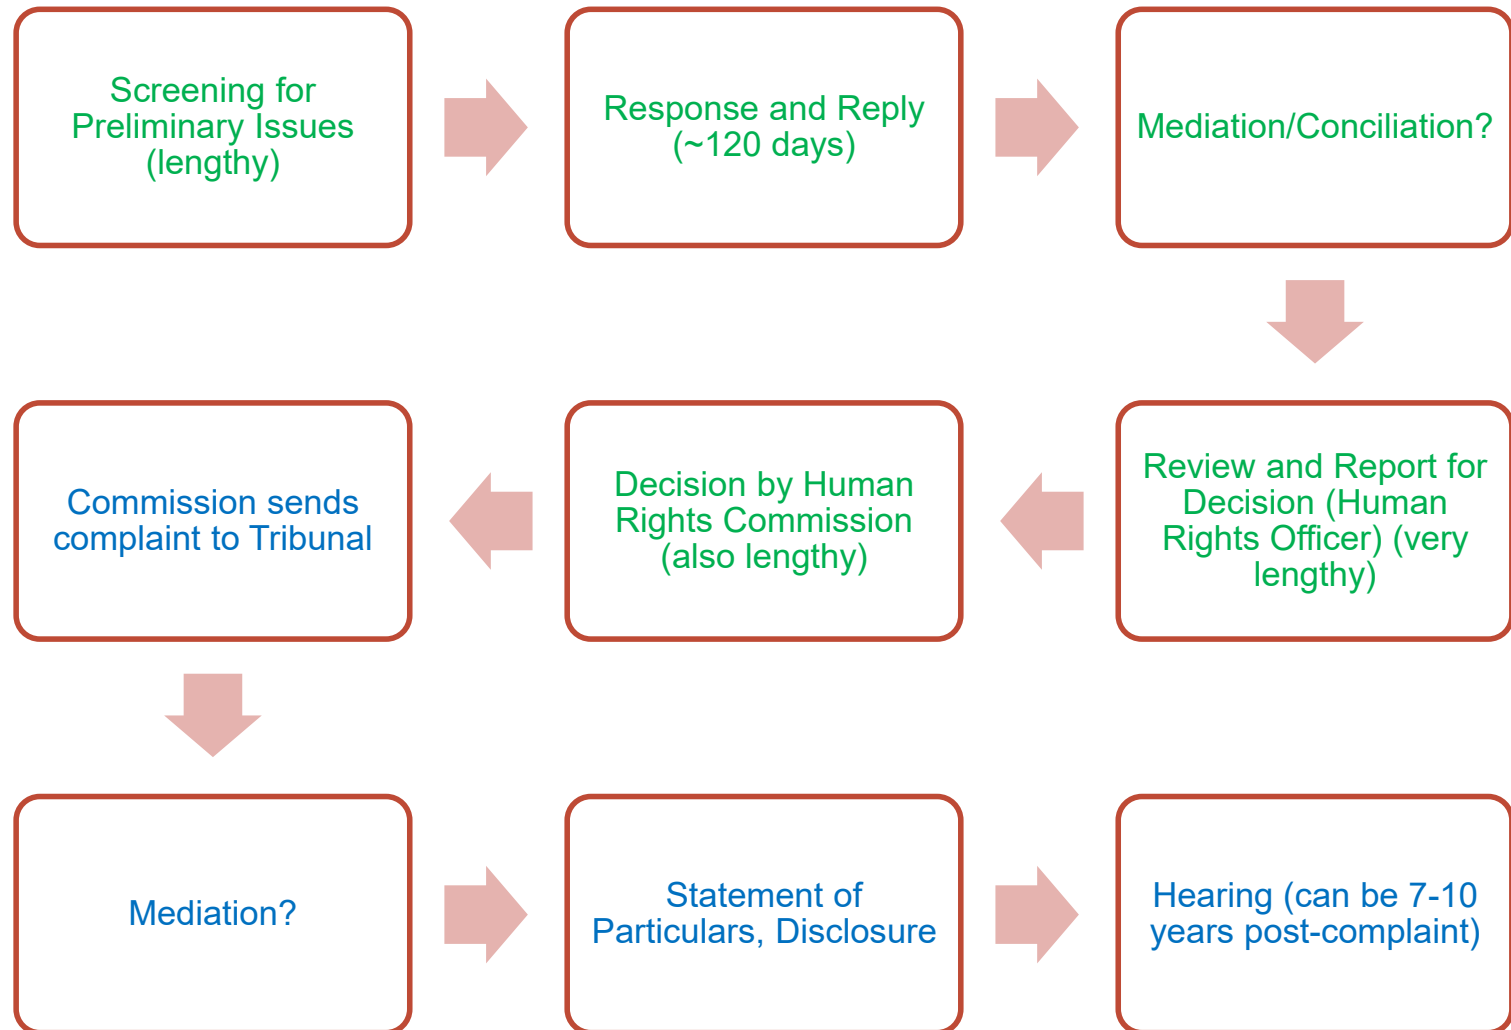 Screening for
Preliminary Issues
(lengthy)
Response and Reply
(~120 days)
Mediation/Conciliation?
Review and Report for
Decision (Human
Rights Officer) (very
lengthy)
Decision by Human
Rights Commission
(also lengthy)
Commission sends
complaint to Tribunal
Mediation?
Statement of
Particulars, Disclosure
Hearing (can be 7-10
years post-complaint)